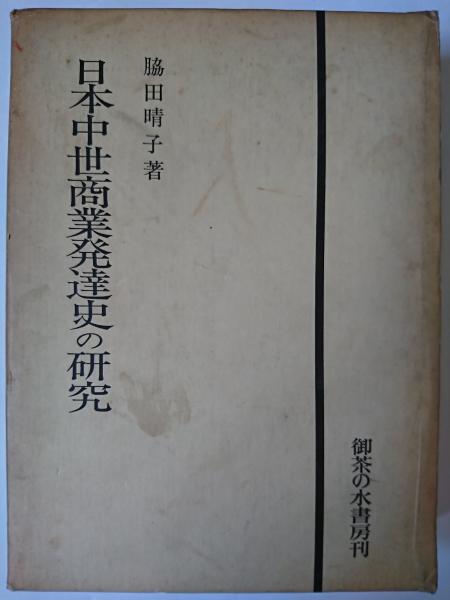 脇田晴子著
日本中世商業発達史の研究
御茶の水書房刊